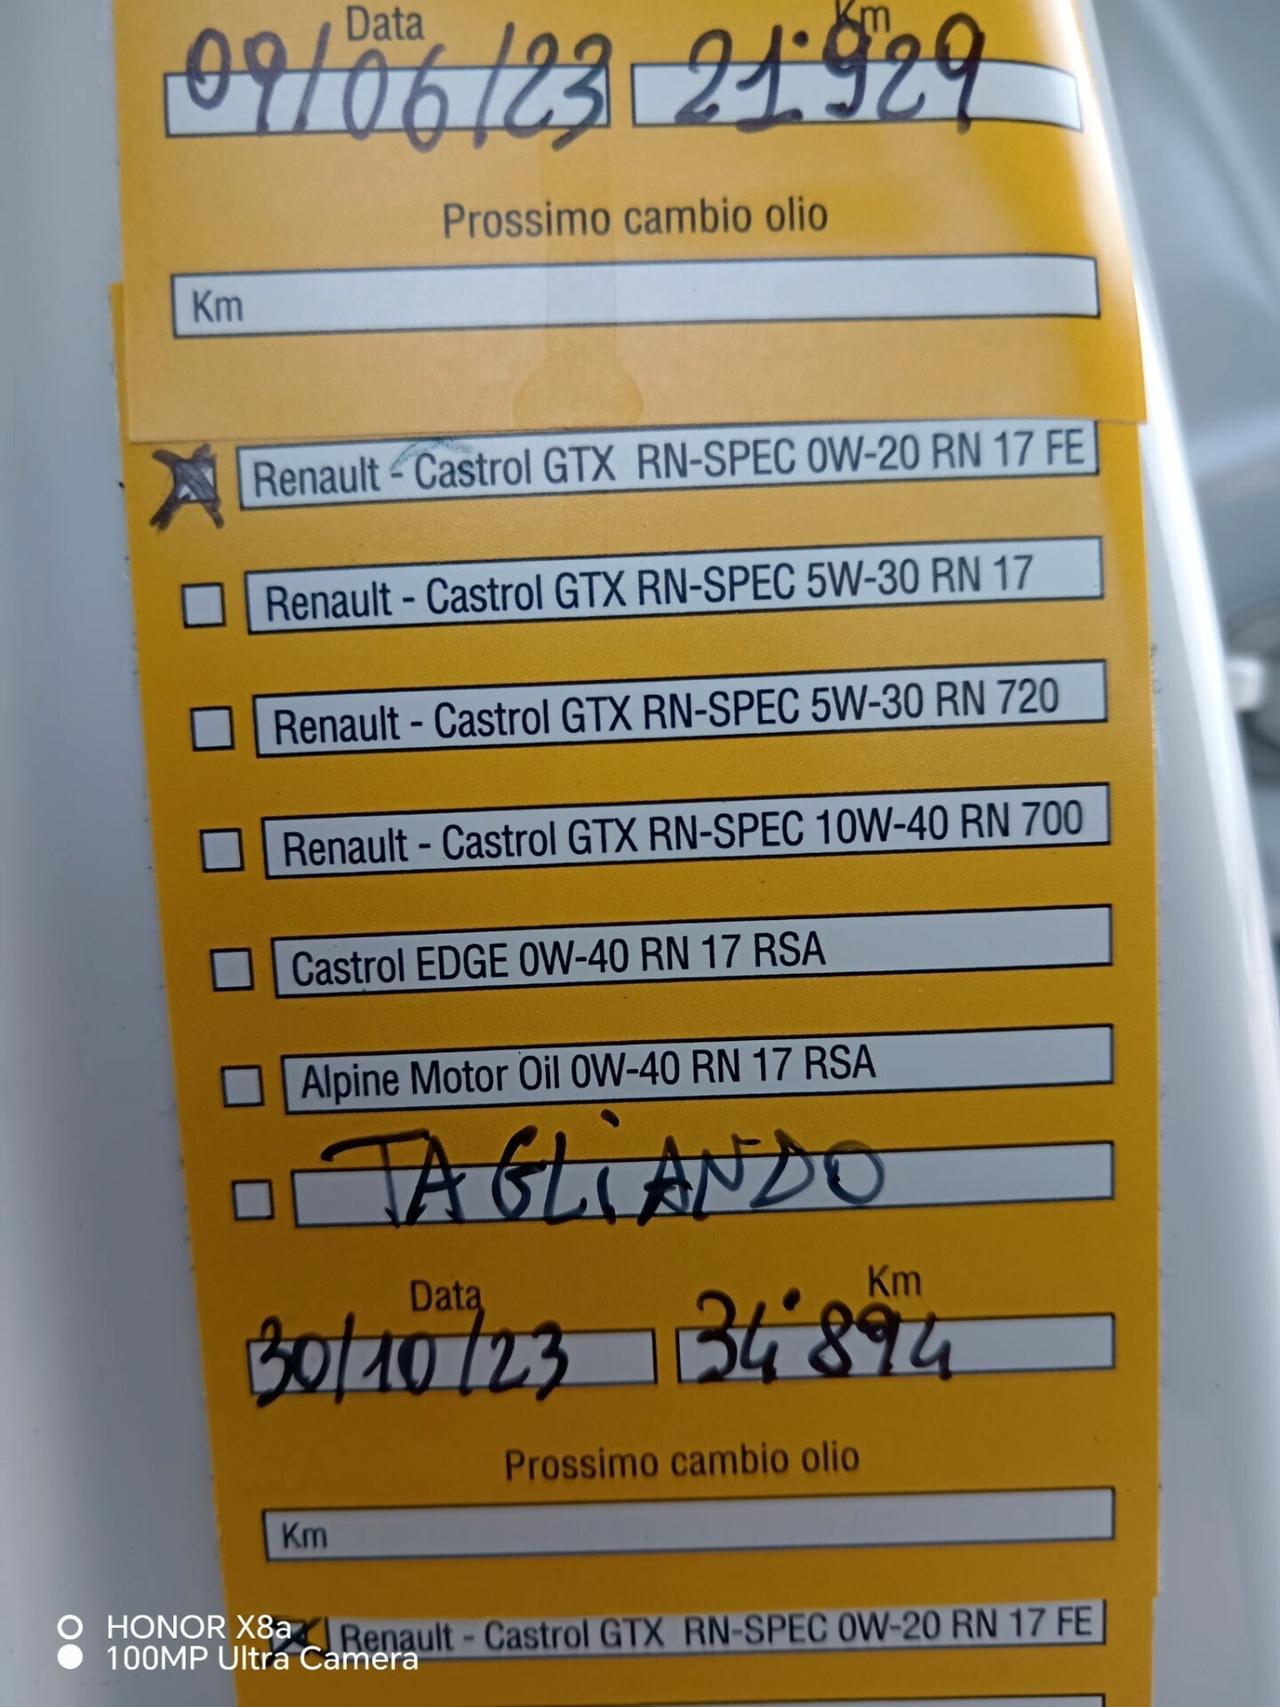 Data Km
09/06/23 21.929
Prossimo cambio olio
Km
Renault - Castrol GTX RN-SPEC 0W-20 RN 17 FE
Renault - Castrol GTX RN-SPEC 5W-30 RN 17
Renault - Castrol GTX RN-SPEC 5W-30 RN 720
Renault - Castrol GTX RN-SPEC 10W-40 RN 700
Castrol EDGE 0W-40 RN 17 RSA
Alpine Motor Oil 0W-40 RN 17 RSA
TAGLiANDO
Data Km
30/10/23 34.894
Prossimo cambio olio
Km
Renault - Castrol GTX RN-SPEC 0W-20 RN 17 FE
HONOR X8a
100MP Ultra Camera